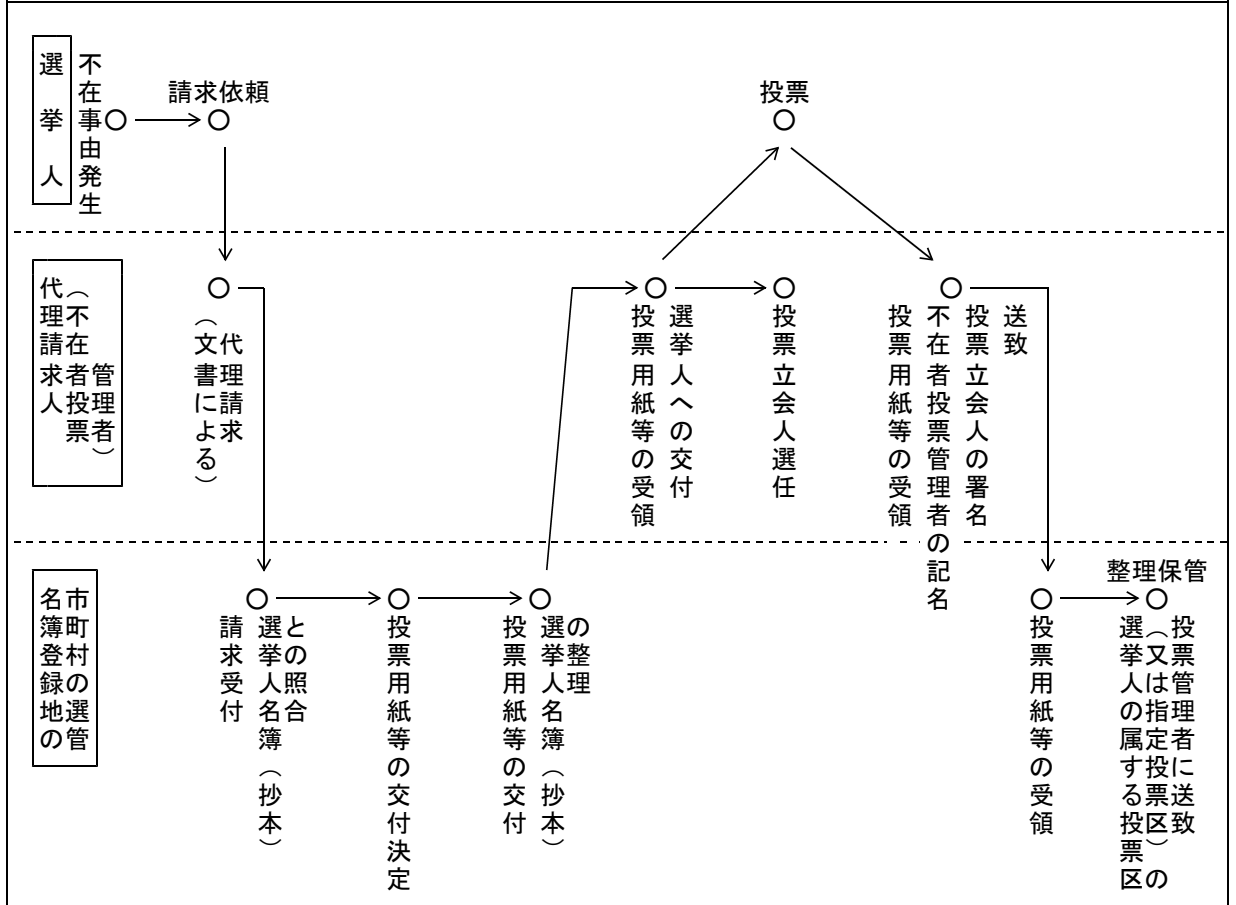 選挙人
不在事由発生
請求依頼
投票
代理請求人
（不在者投票
管理者）
代理請求
（文書による）
投票用紙等の受領
選挙人への交付
投票立会人選任
投票用紙等の受領
不在者投票管理者の記名
投票立会人の署名
送致
名簿登録地の
市町村の選管
請求受付
選挙人名簿（抄本）
との照合
投票用紙等の交付決定
投票用紙等の交付
選挙人名簿（抄本）
の整理
投票用紙等の受領
整理保管
選挙人の属する投票区
（又は指定投票区）の
投票管理者に送致